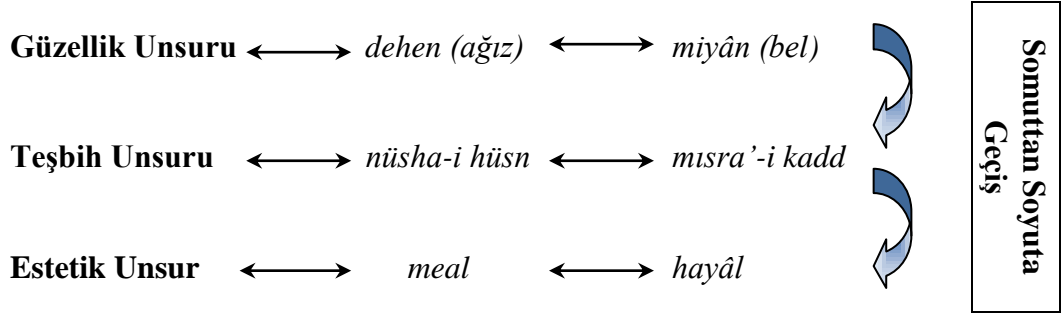 Güzellik Unsuru dehen (ağız) miyân (bel)
Teşbih Unsuru nüsha-i hüsn mısra’-i kadd
Estetik Unsur meal hayâl
Somuttan Soyuta
Geçiş